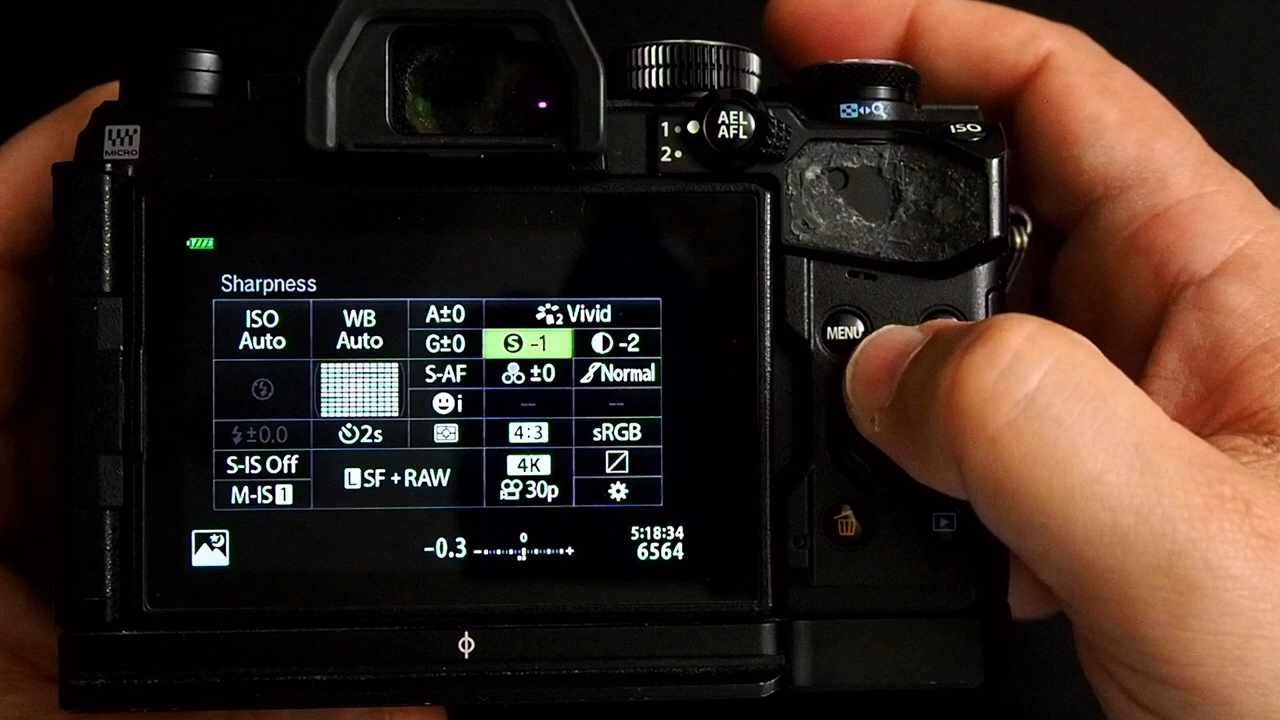 MICRO
AEL
AFL
1
2
ISO
MENU
Sharpness
ISO
Auto
WB
Auto
A±0
G±0
2 Vivid
S -1
-2
S-AF
±0
Normal
i
±0.0
2s
4:3
sRGB
S-IS Off
M-IS 1
L SF + RAW
4K
30p
-0.3
0
5:18:34
6564